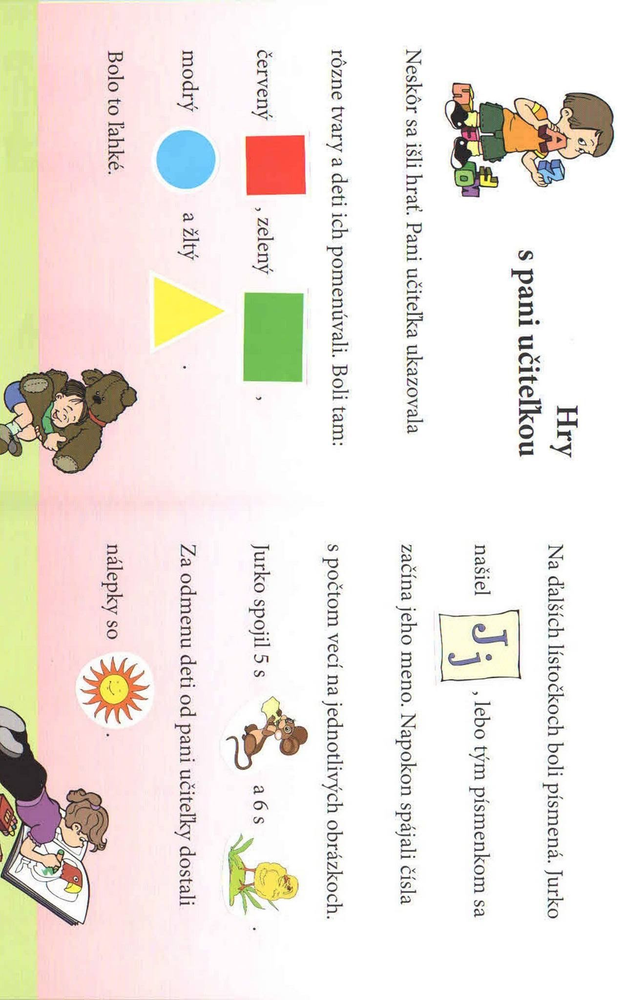 Hry
s pani učiteľkou
Neskôr sa išli hrať. Pani učiteľka ukazovala
rôzne tvary a deti ich pomenúvali. Boli tam:
červený , zelený ,
modrý a žltý .
Bolo to ľahké.
Na ďalších lístočkoch boli písmená. Jurko
našiel Jj , lebo tým písmenkom sa
začína jeho meno. Napokon spájali čísla
s počtom vecí na jednotlivých obrázkoch.
Jurko spojil 5 s a 6 s .
Za odmenu deti od pani učiteľky dostali
nálepky so .